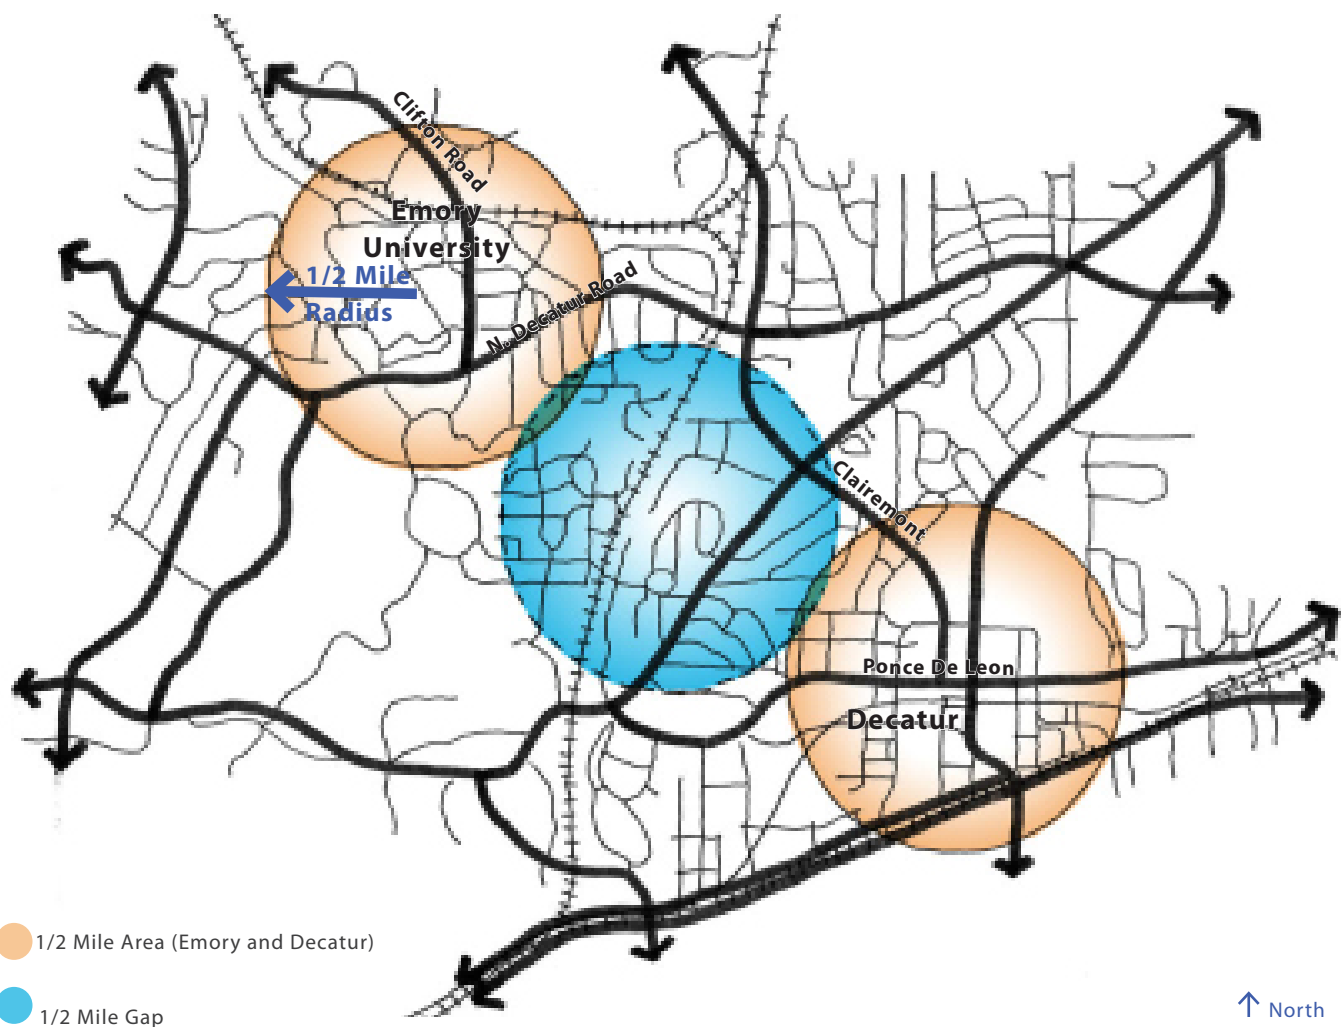 Clifton Road
Emory
University
1/2 Mile
Radius
N. Decatur Road
Clairemont
Ponce De Leon
Decatur
1/2 Mile Area (Emory and Decatur)
1/2 Mile Gap
North